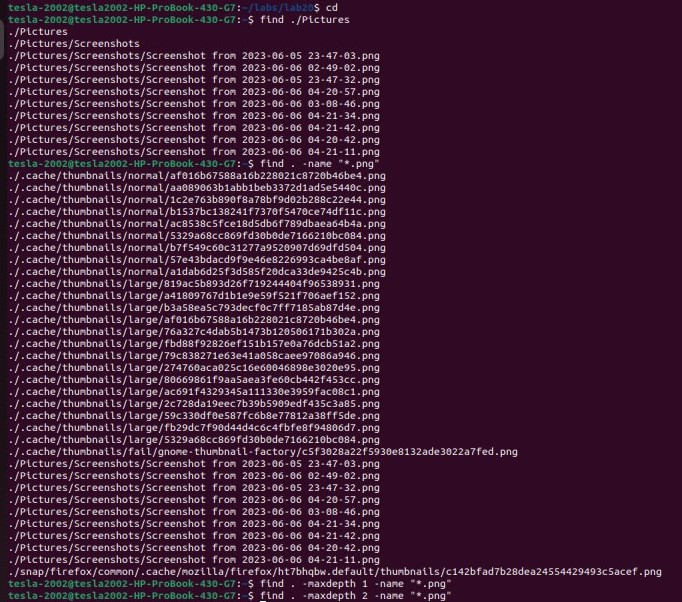 tesla-2002@tesla2002-HP-ProBook-430-G7:~/labs/lab20$ cd
tesla-2002@tesla2002-HP-ProBook-430-G7:~$ find ./Pictures
./Pictures
./Pictures/Screenshots
./Pictures/Screenshots/Screenshot from 2023-06-05 23-47-03.png
./Pictures/Screenshots/Screenshot from 2023-06-06 02-49-02.png
./Pictures/Screenshots/Screenshot from 2023-06-05 23-47-32.png
./Pictures/Screenshots/Screenshot from 2023-06-06 04-20-57.png
./Pictures/Screenshots/Screenshot from 2023-06-06 03-08-46.png
./Pictures/Screenshots/Screenshot from 2023-06-06 04-21-34.png
./Pictures/Screenshots/Screenshot from 2023-06-06 04-21-42.png
./Pictures/Screenshots/Screenshot from 2023-06-06 04-20-42.png
./Pictures/Screenshots/Screenshot from 2023-06-06 04-21-11.png
tesla-2002@tesla2002-HP-ProBook-430-G7:~$ find . -name "*.png"
./.cache/thumbnails/normal/af016b67588a16b228021c8720b46be4.png
./.cache/thumbnails/normal/aa089063b1abb1beb3372d1ad5e5440c.png
./.cache/thumbnails/normal/1c2e763b890f8a78bf9d02b288c22e44.png
./.cache/thumbnails/normal/b1537bc138241f7370f5470ce74df11c.png
./.cache/thumbnails/normal/ac8538c5fce18d5db6f789dbaea64b4a.png
./.cache/thumbnails/normal/5329a68cc869fd30b0de7166210bc084.png
./.cache/thumbnails/normal/b7f549c60c31277a9520907d69dfd504.png
./.cache/thumbnails/normal/57e43bdacd9f9e46e8226993ca4be8af.png
./.cache/thumbnails/normal/a1dab6d25f3d585f20dca33de9425c4b.png
./.cache/thumbnails/large/819ac5b893d26f719244404f96538931.png
./.cache/thumbnails/large/a41809767d1b1e9e59f521f706aef152.png
./.cache/thumbnails/large/b3a58ea5c793decf0c7ff7185ab87d4e.png
./.cache/thumbnails/large/af016b67588a16b228021c8720b46be4.png
./.cache/thumbnails/large/76a327c4dab5b1473b120506171b302a.png
./.cache/thumbnails/large/fbd88f92826ef151b157e0a76dcb51a2.png
./.cache/thumbnails/large/79c838271e63e41a058caee97086a946.png
./.cache/thumbnails/large/274760aca025c16e60046898e3020e95.png
./.cache/thumbnails/large/80669861f9aa5aea3fe60cb442f453cc.png
./.cache/thumbnails/large/ac691f4329345a111330e3959fac08c1.png
./.cache/thumbnails/large/2c728da19eec7b39b5909edf435c3a85.png
./.cache/thumbnails/large/59c330df0e587fc6b8e77812a38ff5de.png
./.cache/thumbnails/large/fb29dc7f90d44d4c6c4fbfe8f94806d7.png
./.cache/thumbnails/large/5329a68cc869fd30b0de7166210bc084.png
./.cache/thumbnails/fail/gnome-thumbnail-factory/c5f3028a22f5930e8132ade3022a7fed.png
./Pictures/Screenshots/Screenshot from 2023-06-05 23-47-03.png
./Pictures/Screenshots/Screenshot from 2023-06-06 02-49-02.png
./Pictures/Screenshots/Screenshot from 2023-06-05 23-47-32.png
./Pictures/Screenshots/Screenshot from 2023-06-06 04-20-57.png
./Pictures/Screenshots/Screenshot from 2023-06-06 03-08-46.png
./Pictures/Screenshots/Screenshot from 2023-06-06 04-21-34.png
./Pictures/Screenshots/Screenshot from 2023-06-06 04-21-42.png
./Pictures/Screenshots/Screenshot from 2023-06-06 04-20-42.png
./Pictures/Screenshots/Screenshot from 2023-06-06 04-21-11.png
./snap/firefox/common/.cache/mozilla/firefox/ht7bhqbw.default/thumbnails/c142bfad7b28dea24554429493c5acef.png
tesla-2002@tesla2002-HP-ProBook-430-G7:~$ find . -maxdepth 1 -name "*.png"
tesla-2002@tesla2002-HP-ProBook-430-G7:~$ find . -maxdepth 2 -name "*.png"